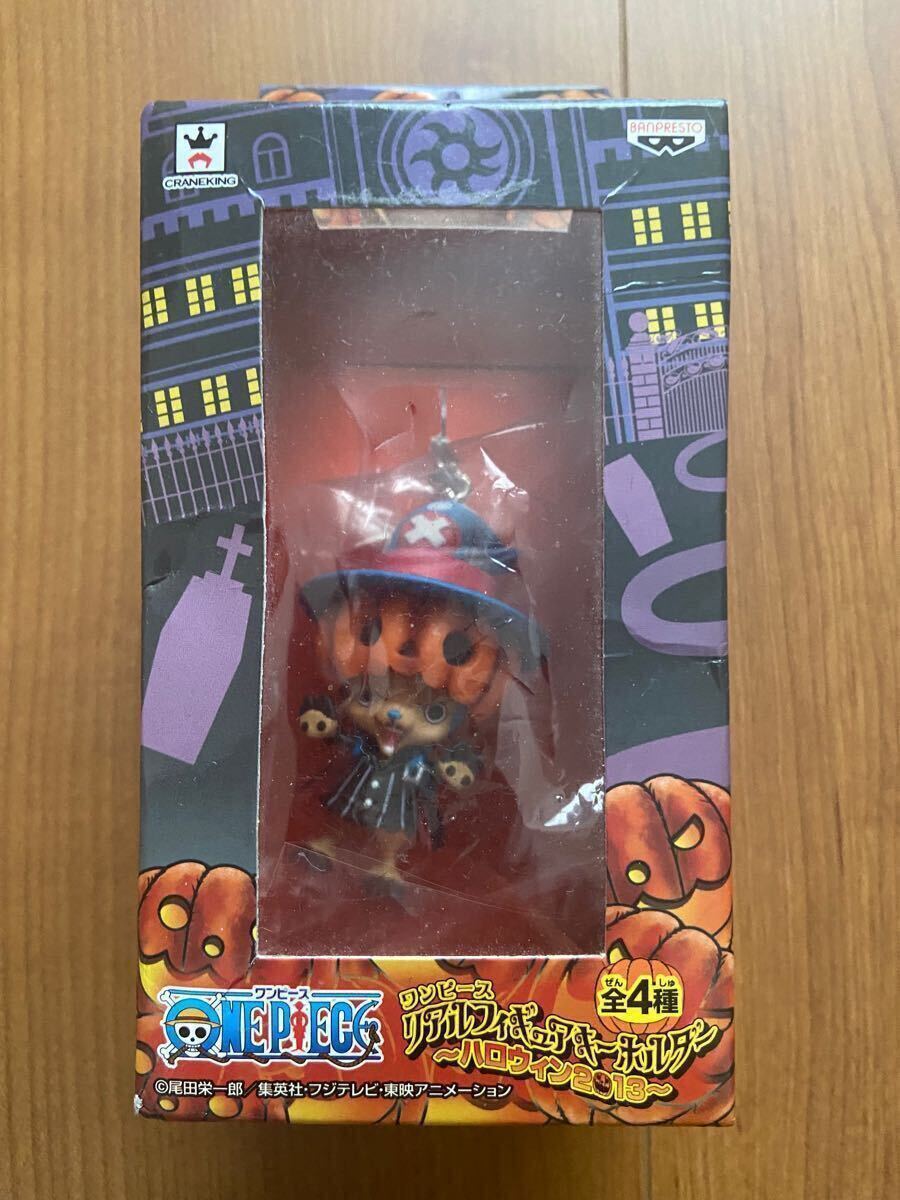 CRANEKING
BANPRESTO
ワンピース
ONE PIECE
ワンピース
リアルフィギュアキーホルダー
～ハロウィン2013～
ぜん しゅ
全4種
©尾田栄一郎／集英社・フジテレビ・東映アニメーション